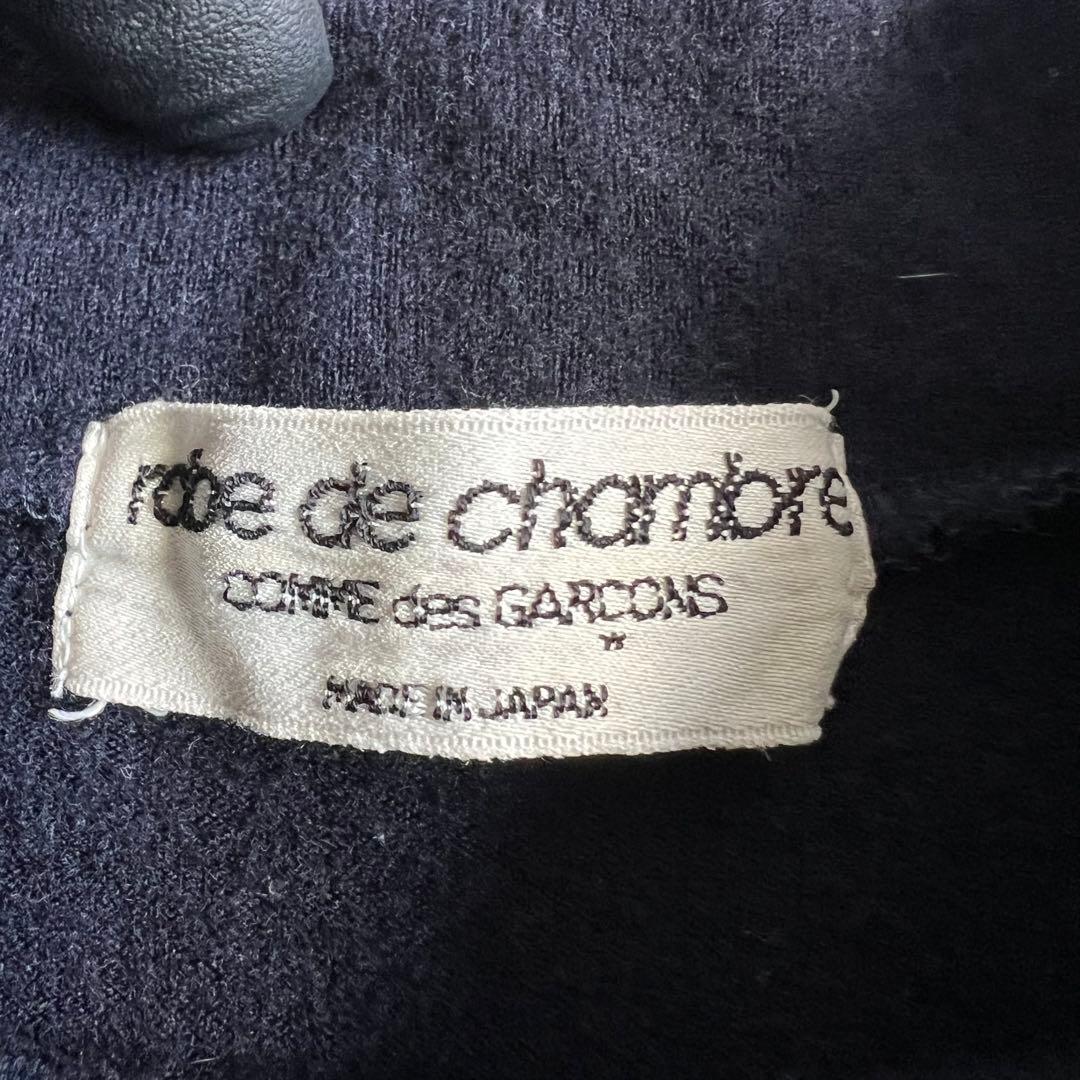 robe de chambre
COMME des GARCONS
*
MADE IN JAPAN